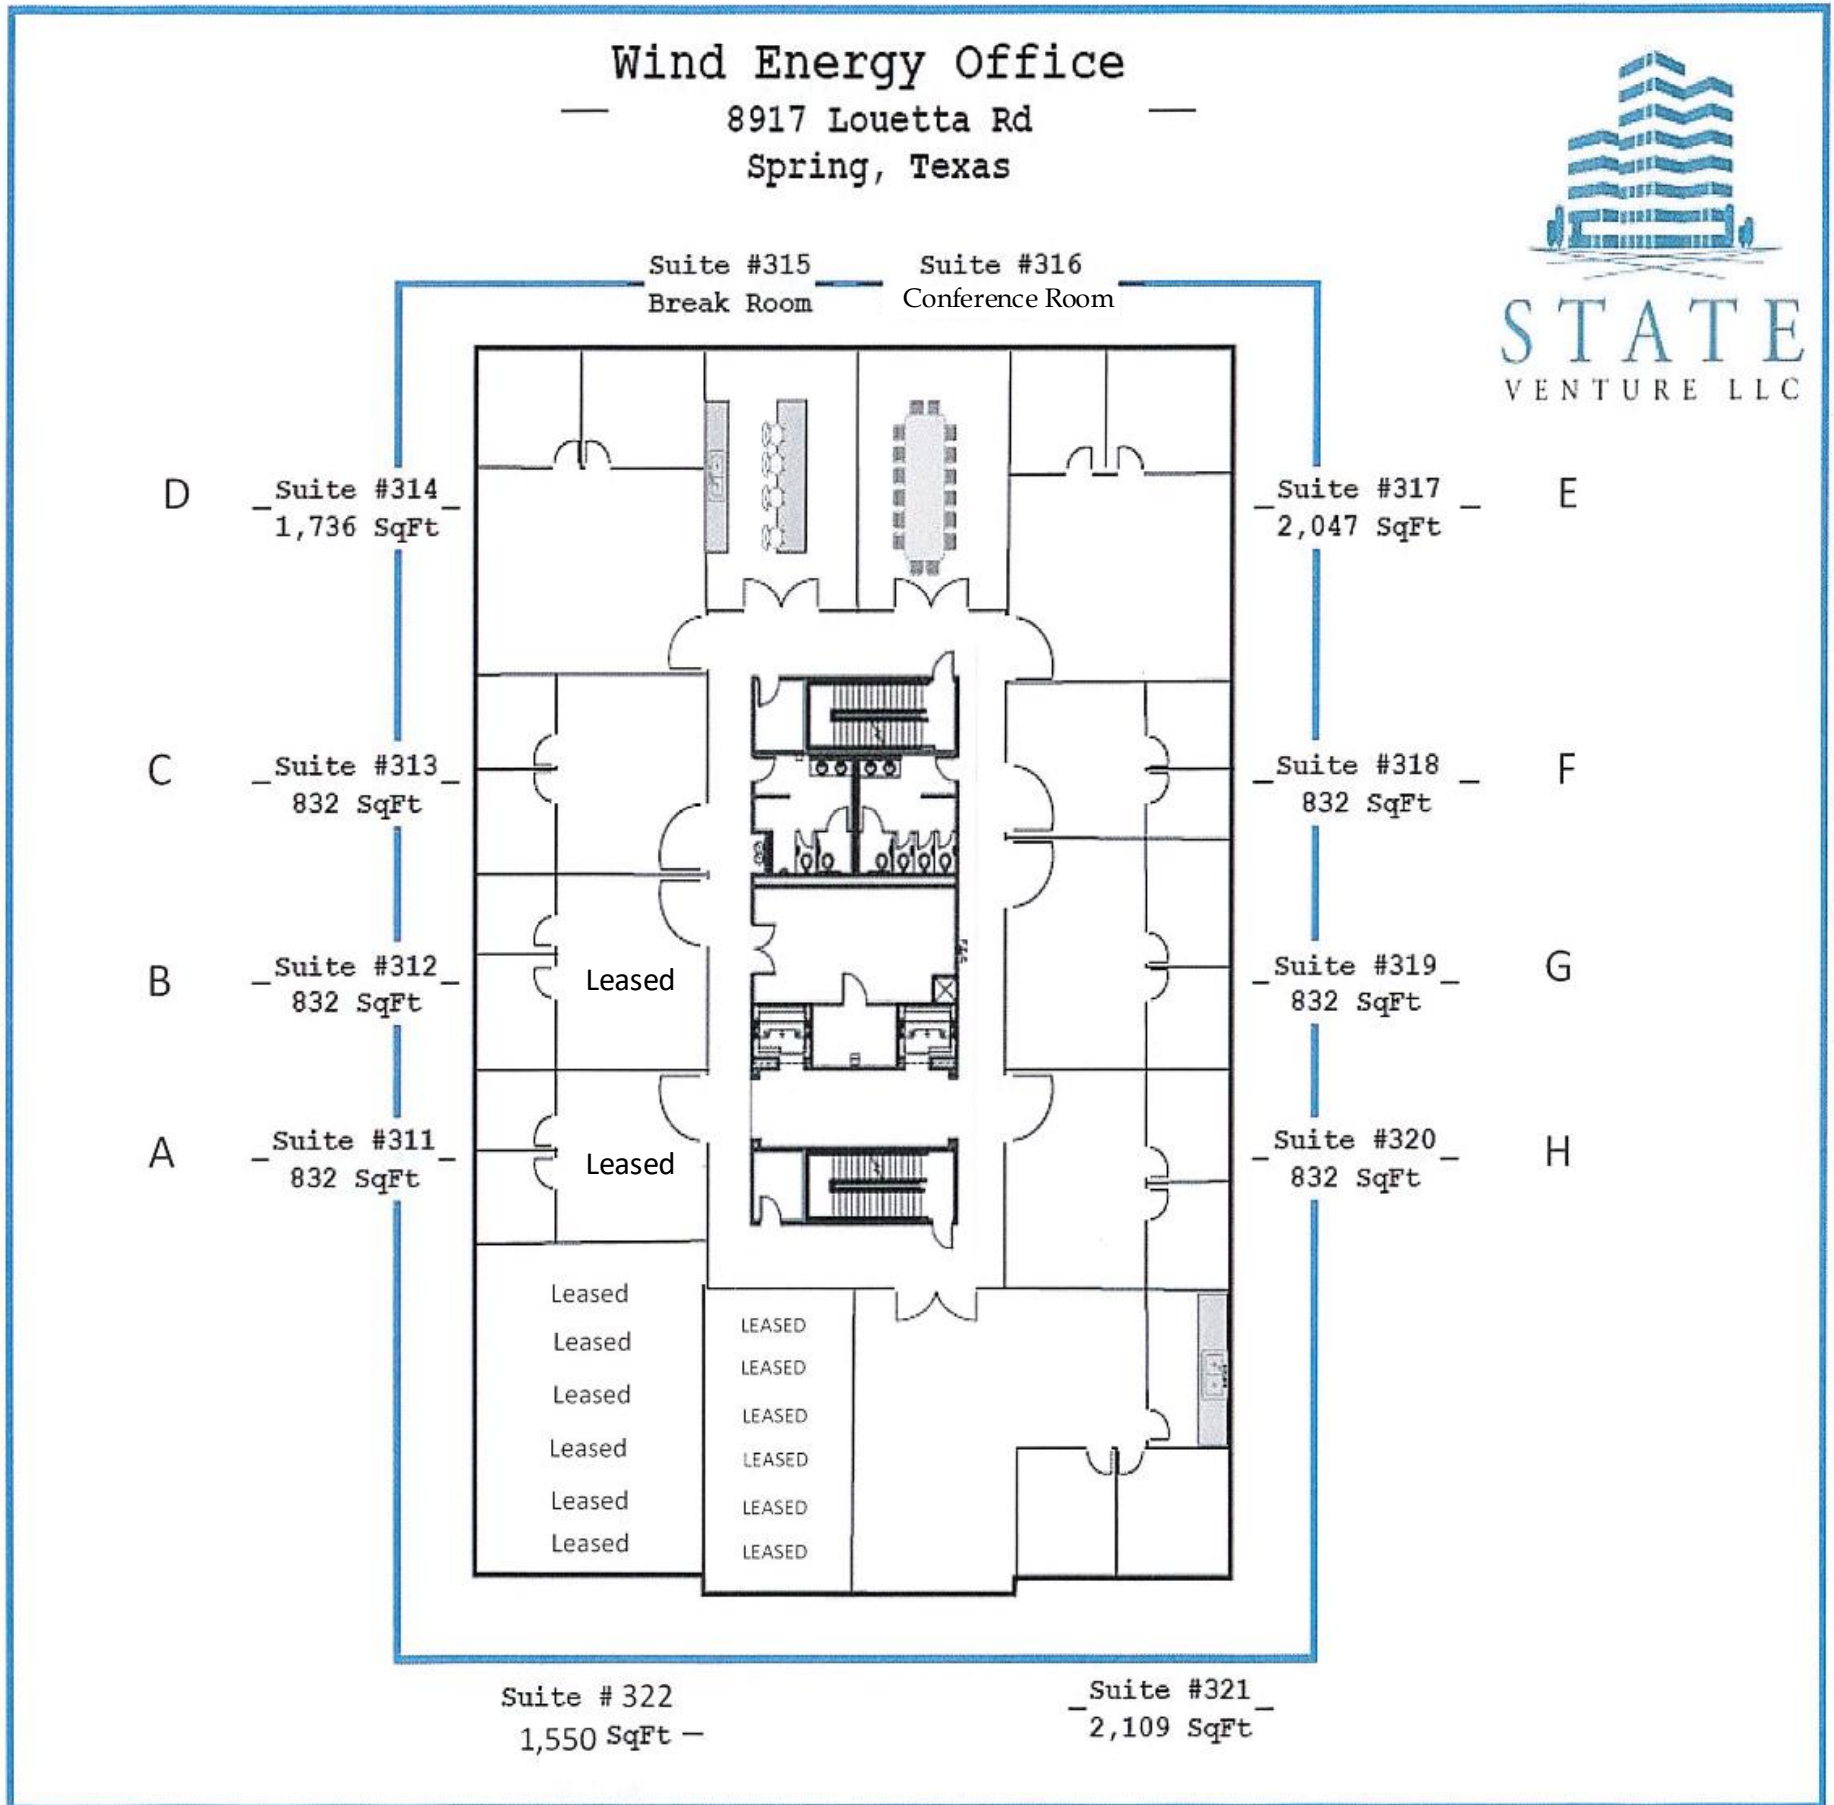 Wind Energy Office
8917 Louetta Rd
Spring, Texas
STATE
VENTURE LLC
Suite #315
Break Room
Suite #316
Conference Room
D
Suite #314
1,736 SqFt
Suite #317
2,047 SqFt
E
C
Suite #313
832 SqFt
Suite #318
832 SqFt
F
B
Suite #312
832 SqFt
Leased
Suite #319
832 SqFt
G
A
Suite #311
832 SqFt
Leased
Suite #320
832 SqFt
H
Leased
Leased
Leased
Leased
Leased
Leased
LEASED
LEASED
LEASED
LEASED
LEASED
LEASED
Suite # 322
1,550 SqFt
Suite #321
2,109 SqFt